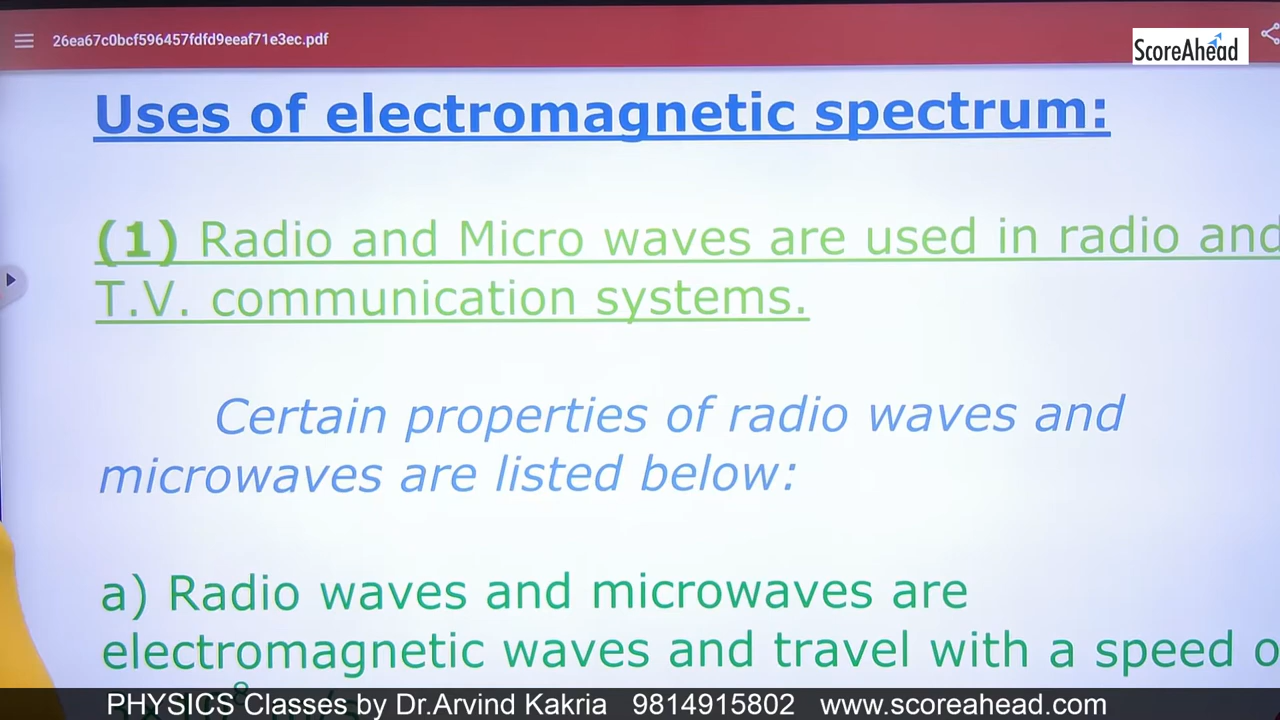 26ea67c0bcf596457fdfd9eeaf71e3ec.pdf
ScoreAhead
Uses of electromagnetic spectrum:
(1) Radio and Micro waves are used in radio and
T.V. communication systems.
Certain properties of radio waves and
microwaves are listed below:
a) Radio waves and microwaves are
electromagnetic waves and travel with a speed o
PHYSICS Classes by Dr.Arvind Kakria 9814915802 www.scoreahead.com